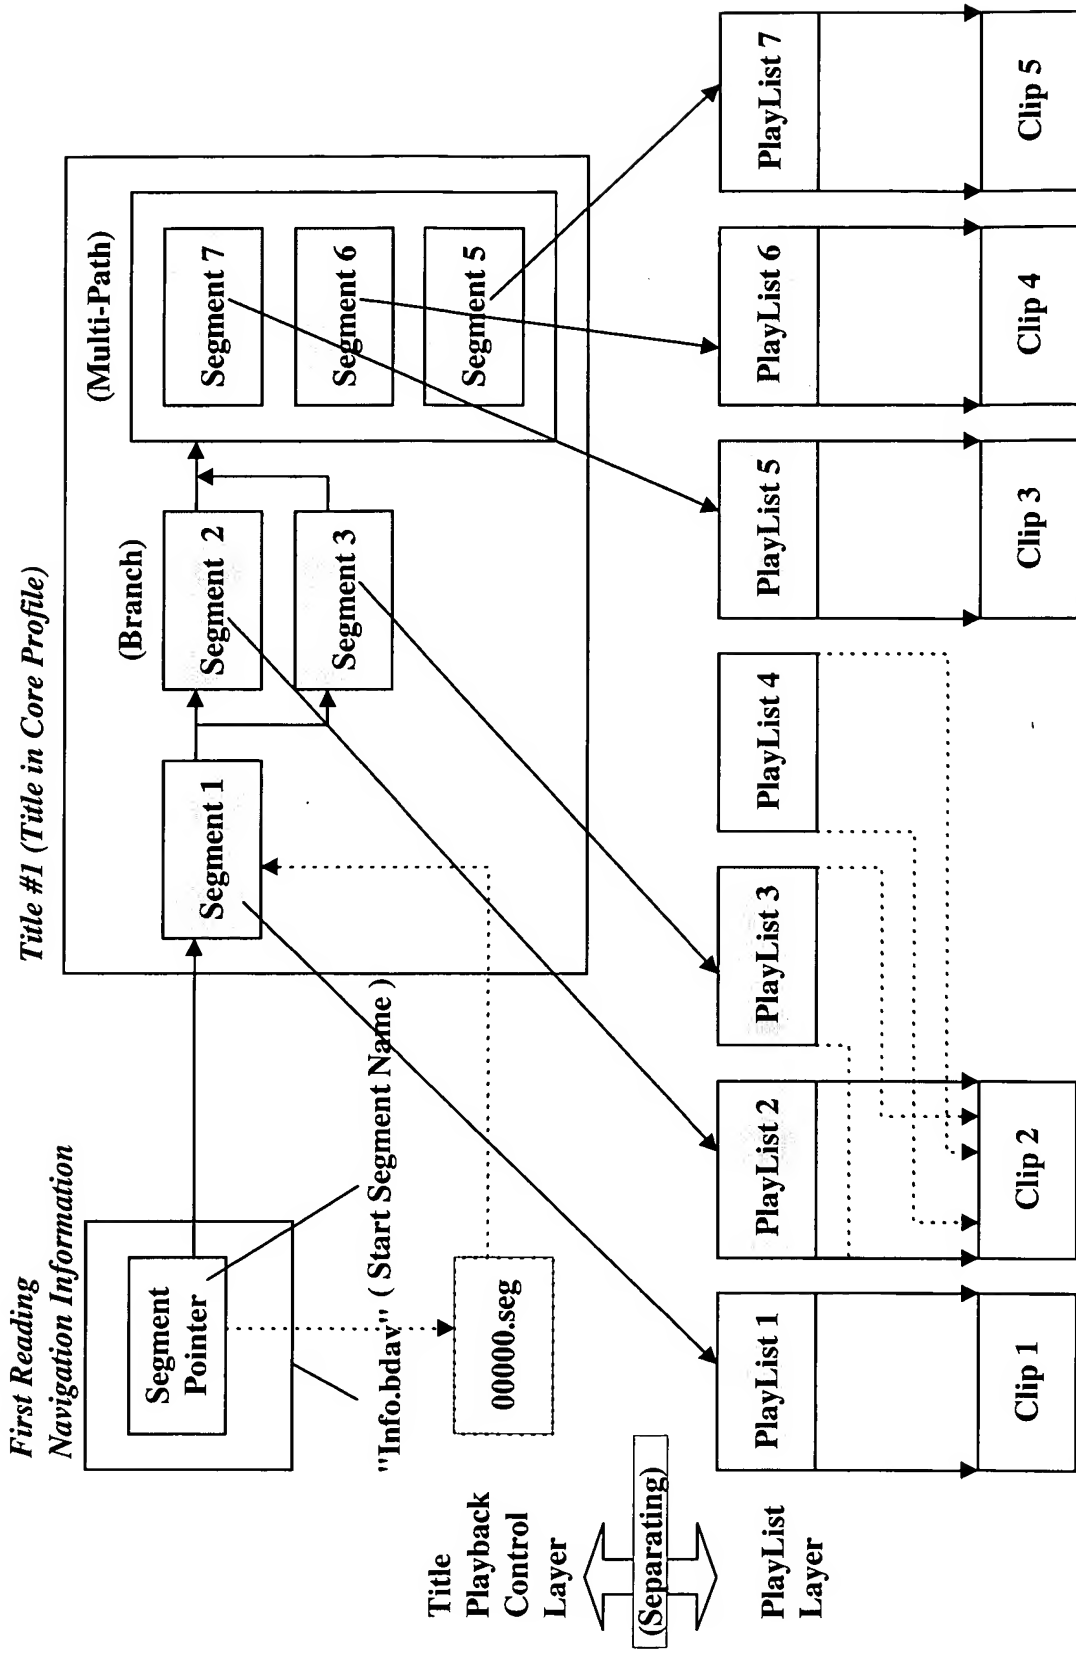 First Reading
Navigation Information
Title #1 (Title in Core Profile)
Segment
Pointer
Segment 1
(Branch)
Segment 2
Segment 3
(Multi-Path)
Segment 7
Segment 6
Segment 5
"Info.bdav" ( Start Segment Name )
00000.seg
Title
Playback
Control
Layer
(Separating)
PlayList
Layer
PlayList 1
PlayList 2
PlayList 3
PlayList 4
PlayList 5
PlayList 6
PlayList 7
Clip 1
Clip 2
Clip 3
Clip 4
Clip 5